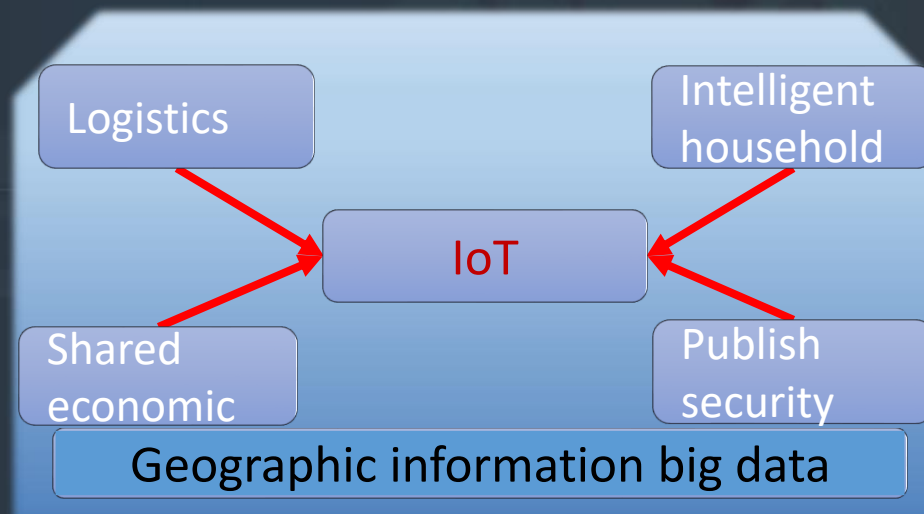 Logistics
Intelligent
household
IoT
Shared
economic
Publish
security
Geographic information big data